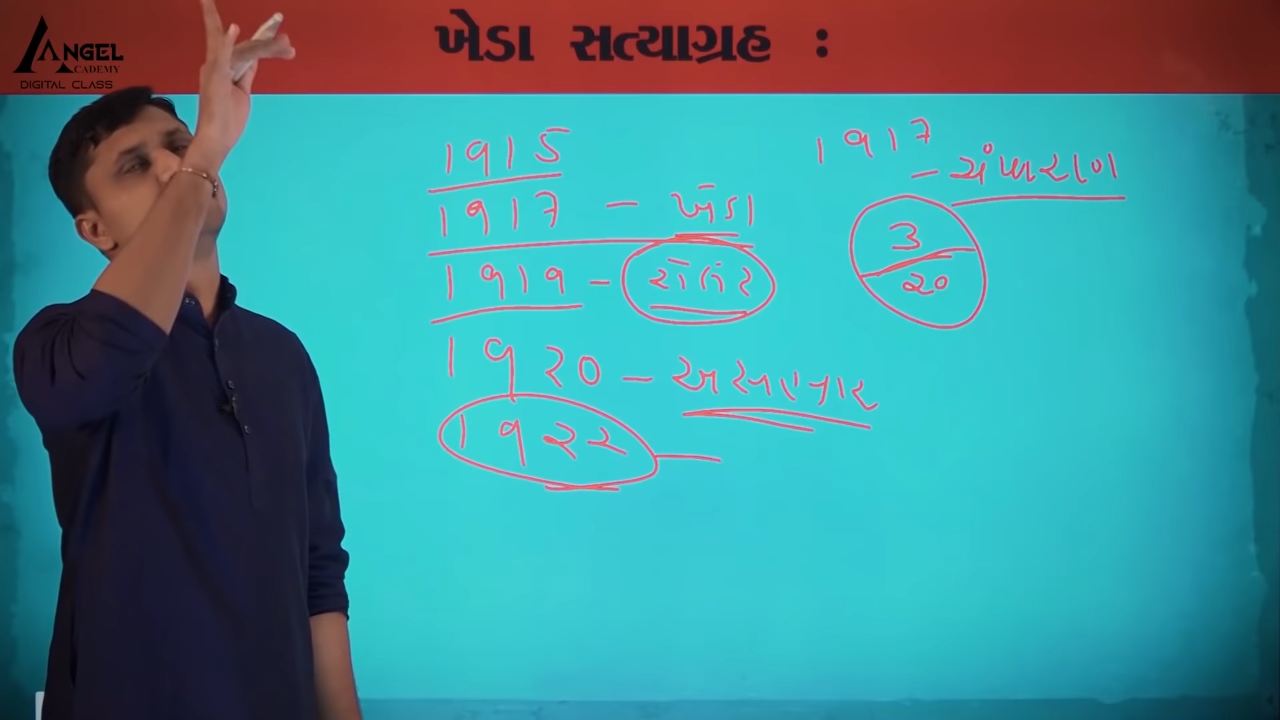 ANGEL
ACADEMY
DIGITAL CLASS
ખેડા સત્યાગ્રહ :
1915
1917 - ખેડા
1919 - રોલેટ
1920 - અસહકાર
1922
1917
- ચંપારણ
3
20